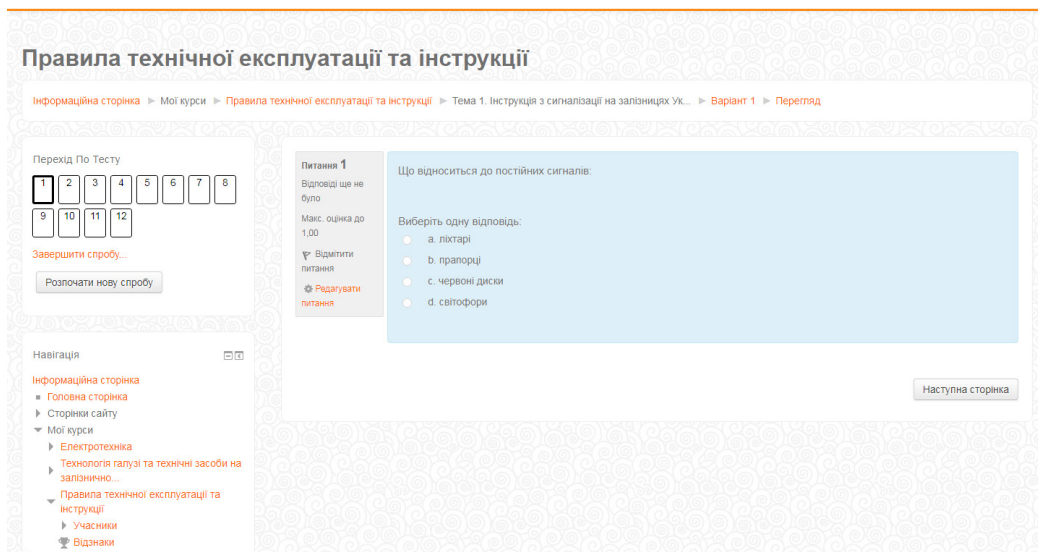 Правила технічної експлуатації та інструкції
Інформаційна сторінка ► Мої курси ► Правила технічної експлуатації та інструкції ► Тема 1. Інструкція з сигналізації на залізницях Ук... ► Варіант 1 ► Перегляд
Перехід По Тесту
1 2 3 4 5 6 7 8
9 10 11 12
Завершити спробу...
Розпочати нову спробу
Питання 1
Відповіді ще не
було
Макс. оцінка до
1,00
Відмітити
питання
Редагувати
питання
Що відноситься до постійних сигналів:
Виберіть одну відповідь:
a. ліхтарі
b. прапорці
c. червоні диски
d. світофори
Наступна сторінка
Навігація
Інформаційна сторінка
Головна сторінка
Сторінки сайту
Мої курси
Електротехніка
Технологія галузі та технічні засоби на
залізнично...
Правила технічної експлуатації та
інструкції
Учасники
Відзнаки